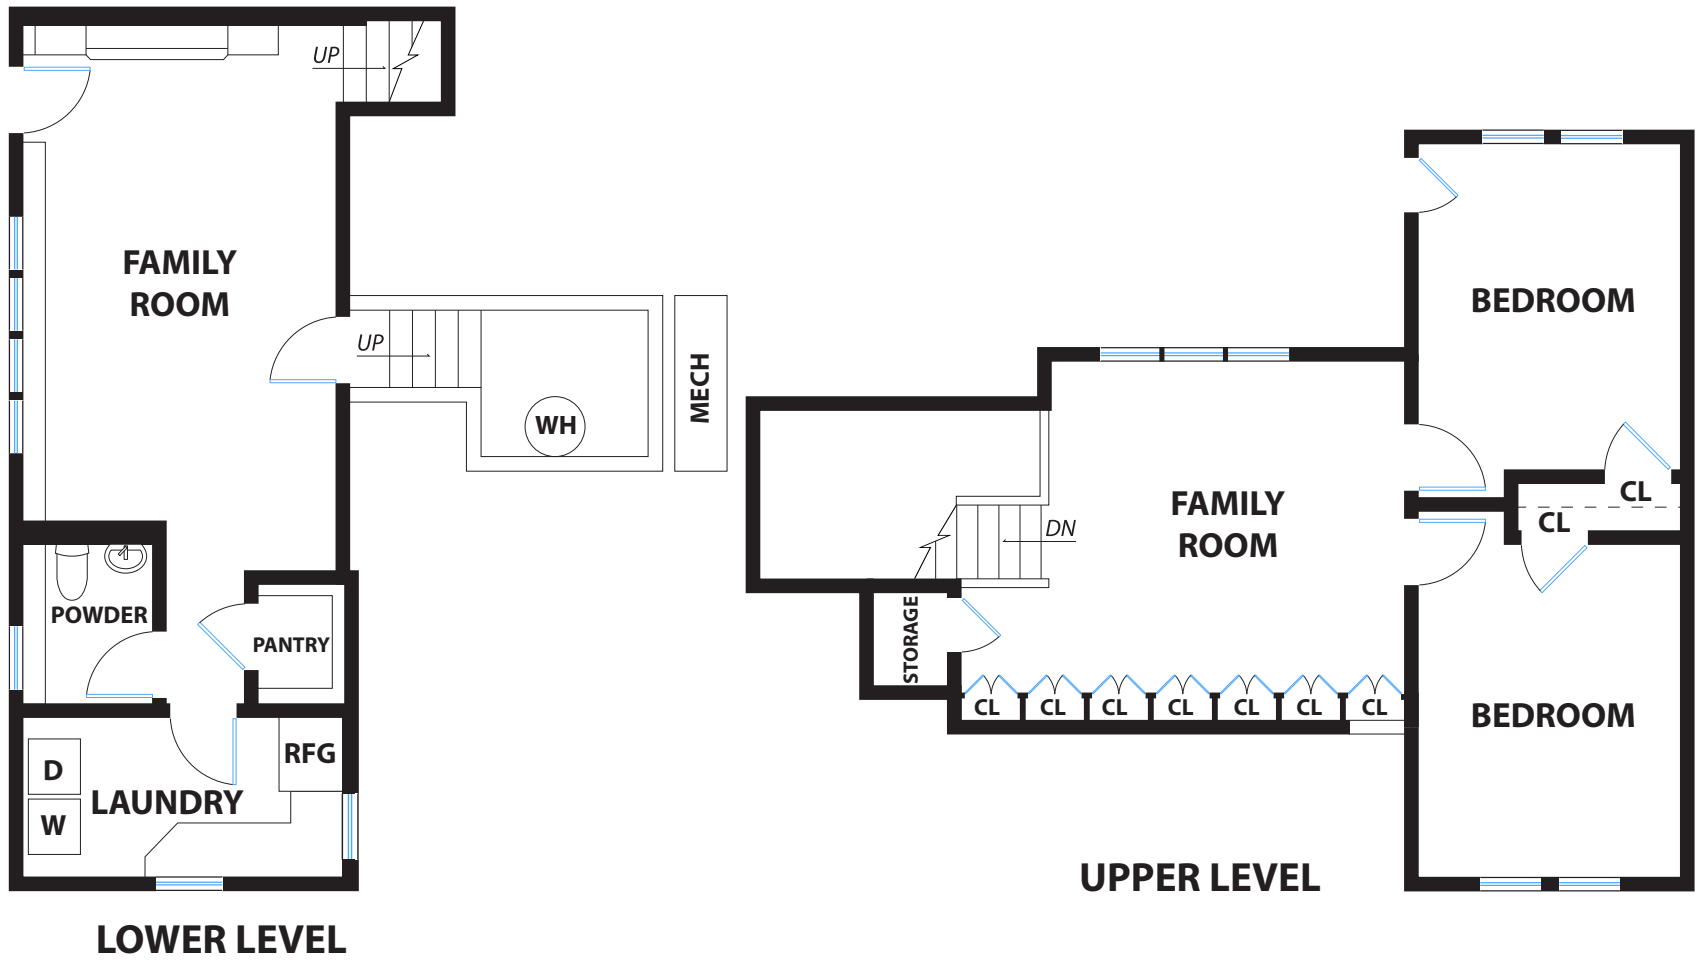 UP
FAMILY
ROOM
UP
WH
MECH
POWDER
PANTRY
D
W
LAUNDRY
RFG
LOWER LEVEL
BEDROOM
CL
CL
FAMILY
ROOM
DN
STORAGE
CL
CL
CL
CL
CL
CL
CL
BEDROOM
UPPER LEVEL